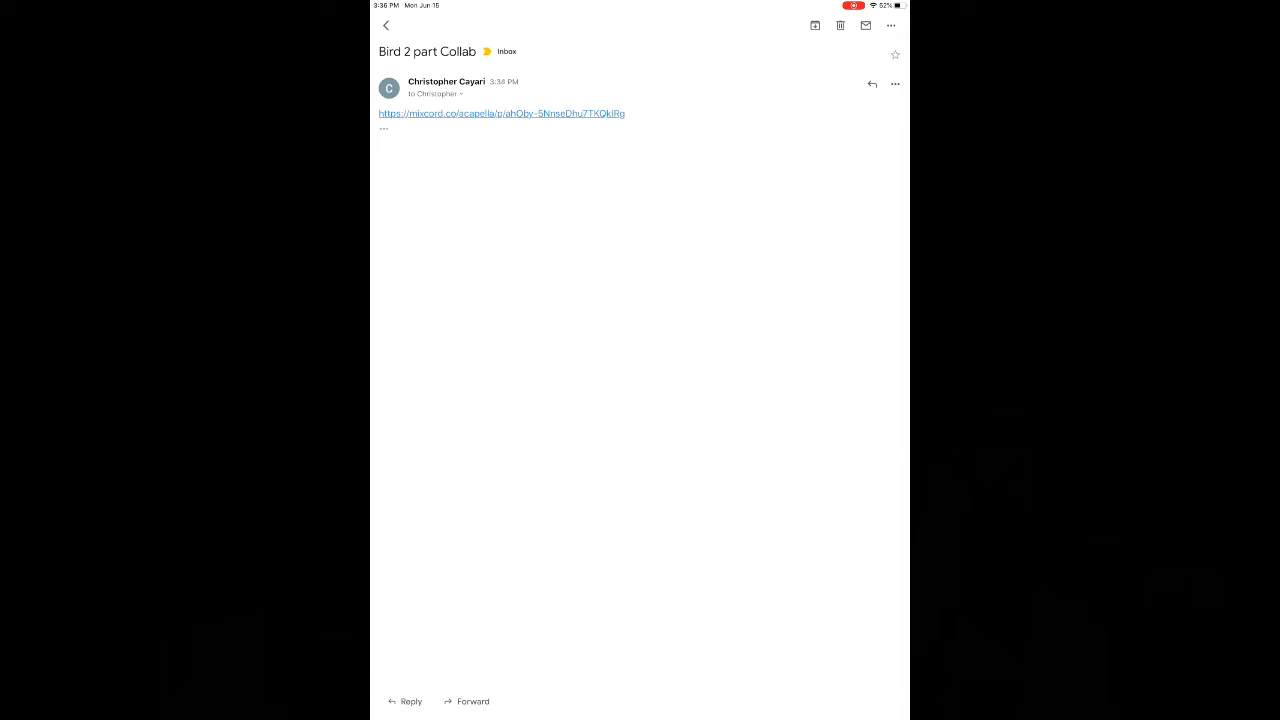 3:36 PM Mon Jun 15 52%
Bird 2 part Collab Inbox
C Christopher Cayari 3:34 PM
to Christopher
https://mixcord.co/acapella/p/ahOby-5NnseDhu7TKQkIRg
Reply Forward